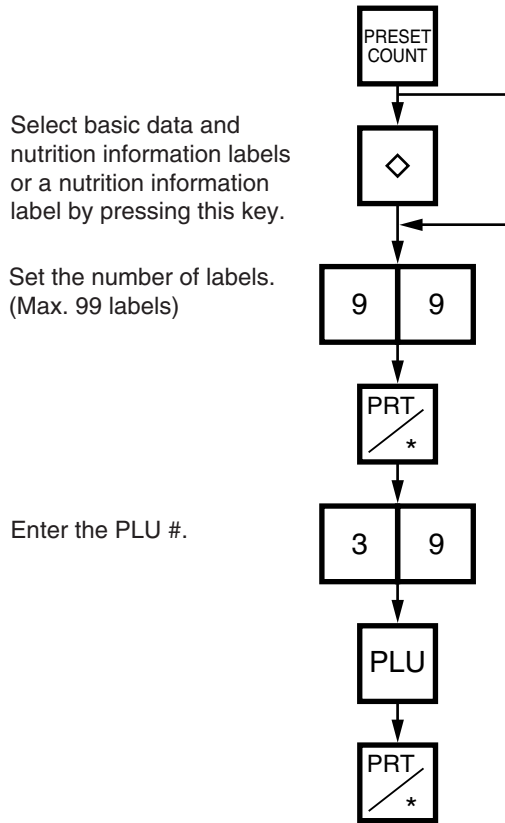 PRESET
COUNT
Select basic data and
nutrition information labels
or a nutrition information
label by pressing this key.
◇
Set the number of labels.
(Max. 99 labels)
9 9
PRT
*
Enter the PLU #.
3 9
PLU
PRT
*